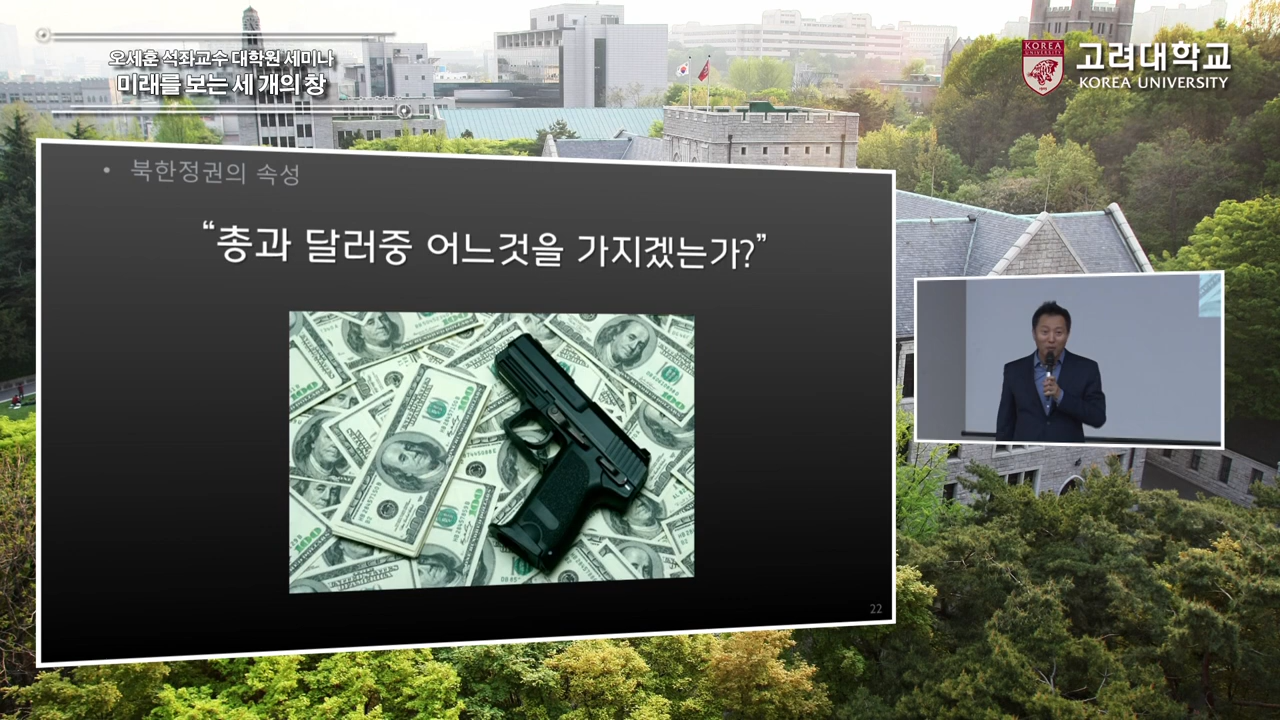 오세훈 석좌교수 대학원 세미나
미래를 보는 세 개의 창
KOREA
UNIVERSITY
고려대학교
KOREA UNIVERSITY
• 북한정권의 속성
“총과 달러중 어느것을 가지겠는가?”
22